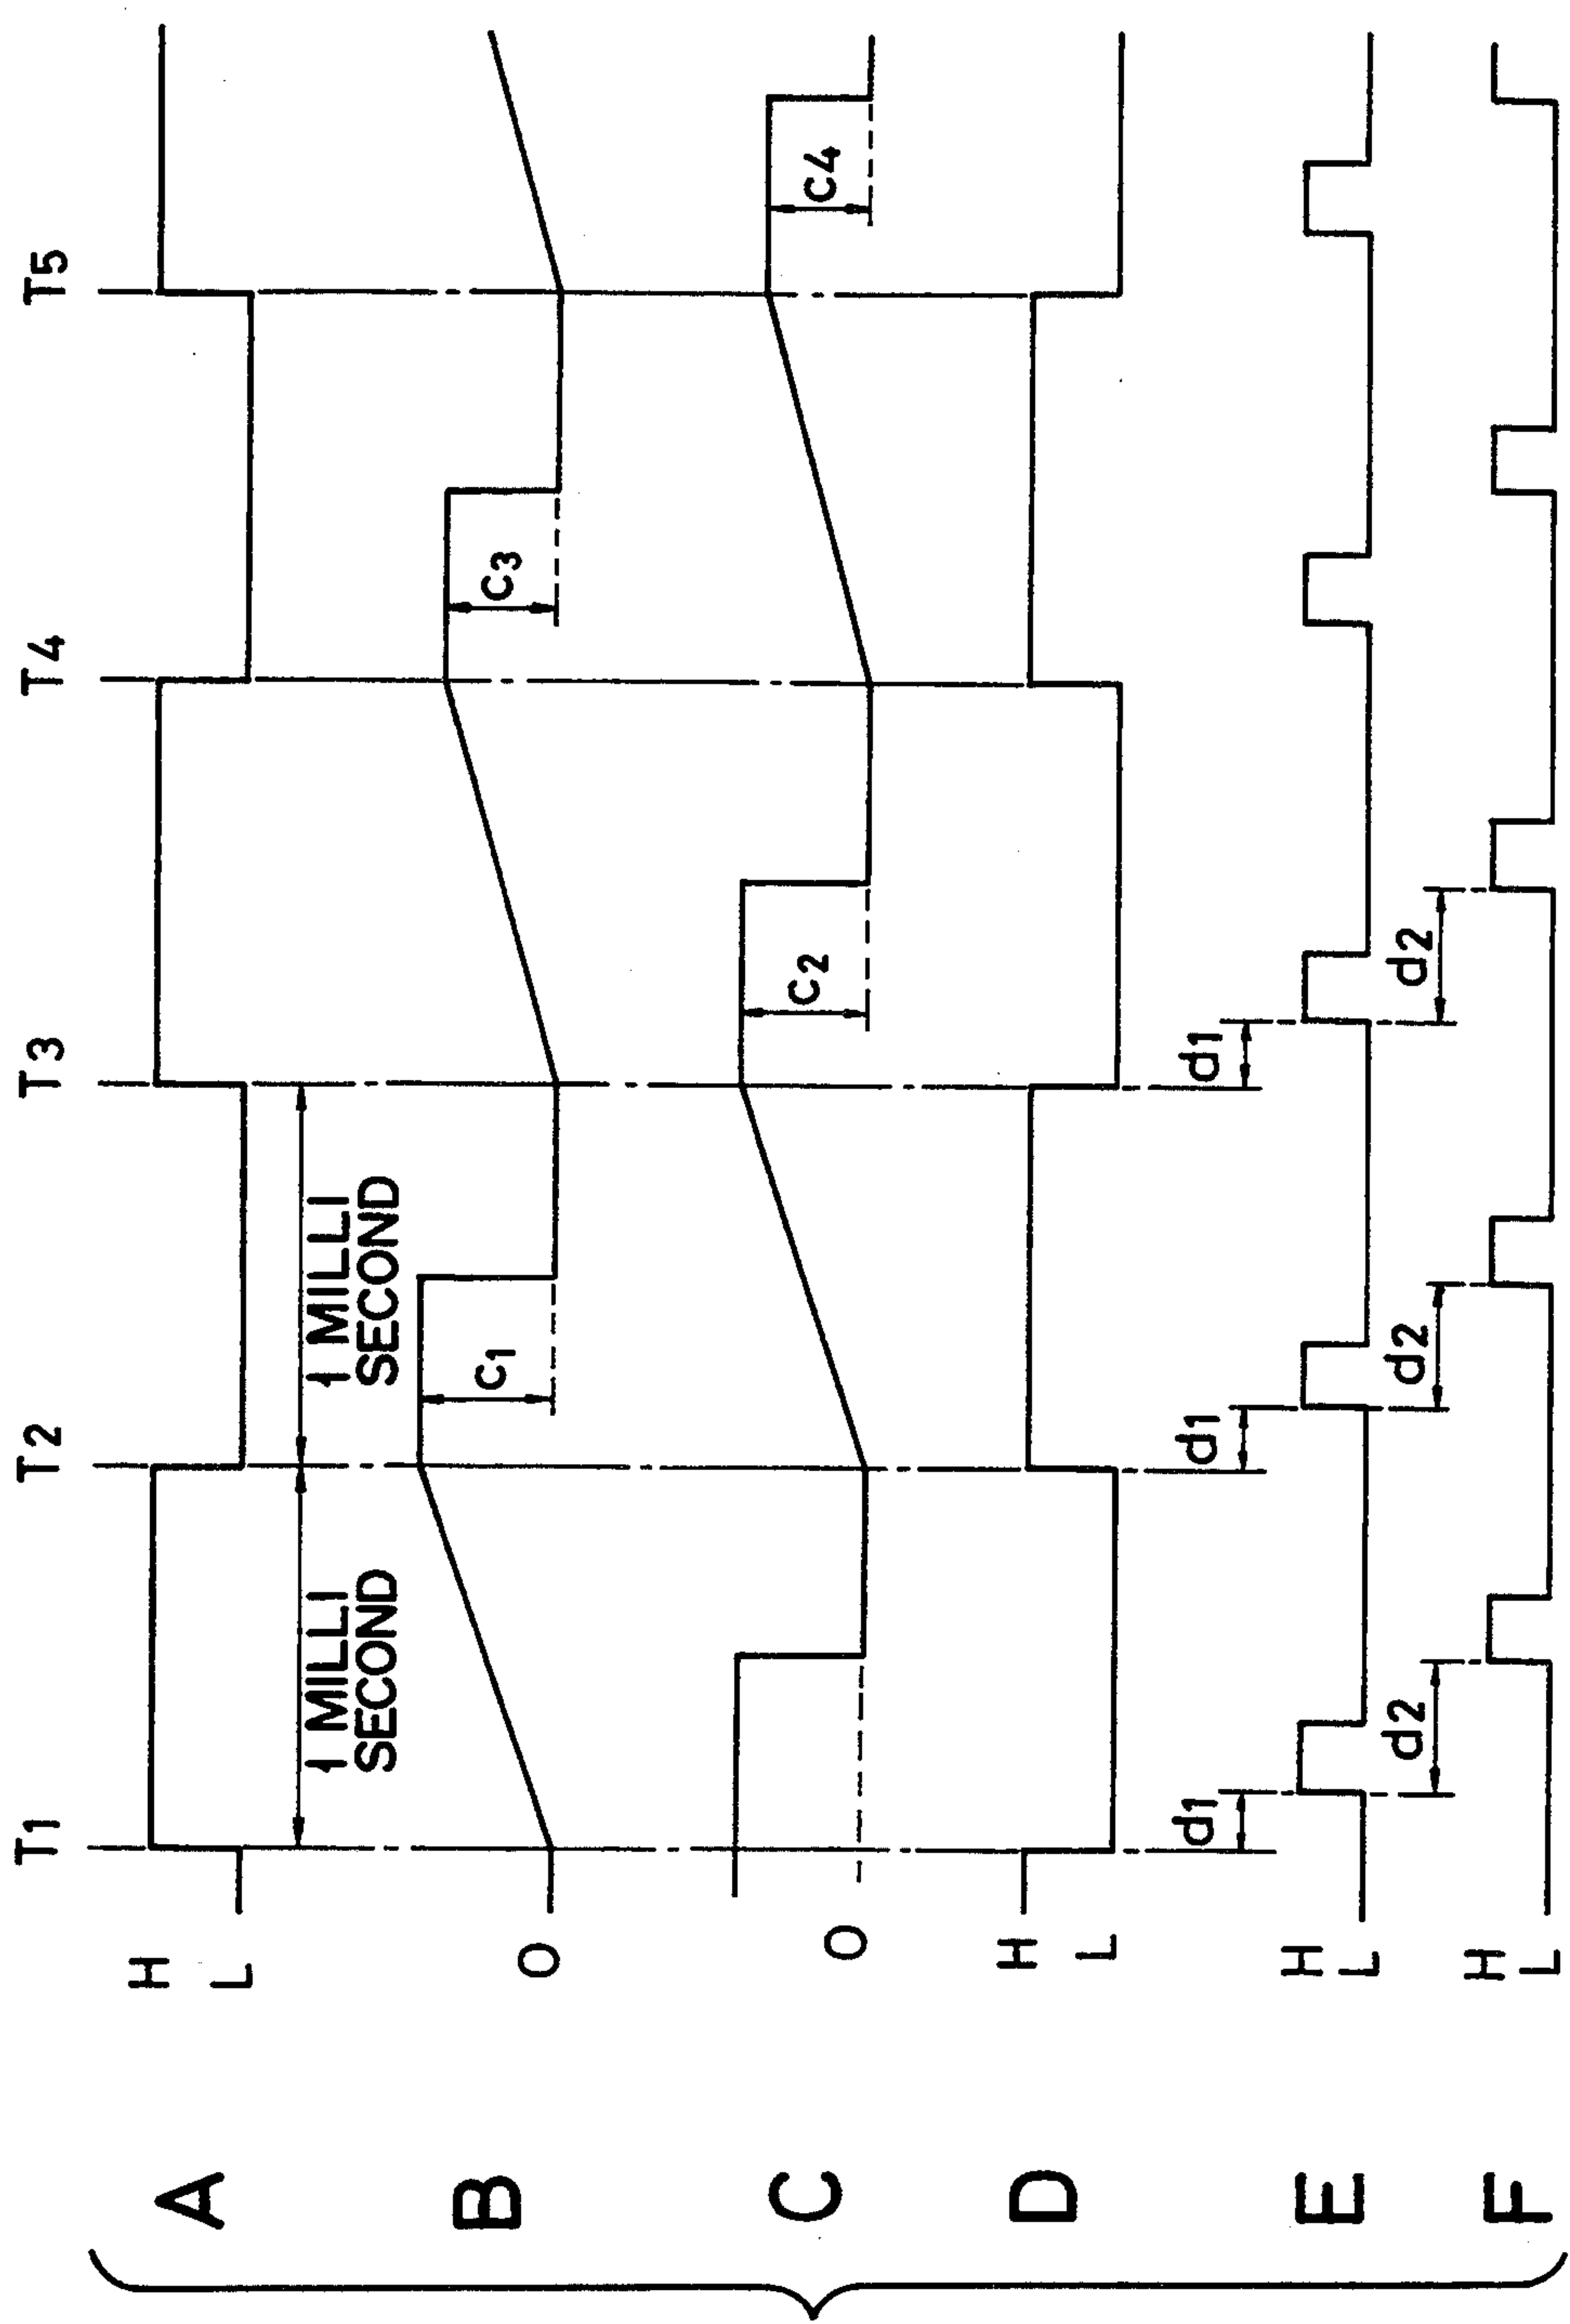 T1 T2 T3 T4 T5
A
H
L
1 MILLI
SECOND
1 MILLI
SECOND
B
O
C1
C3
C
O
C2
C4
D
H
L
d1
d1
d1
E
H
L
d2
d2
d2
F
H
L